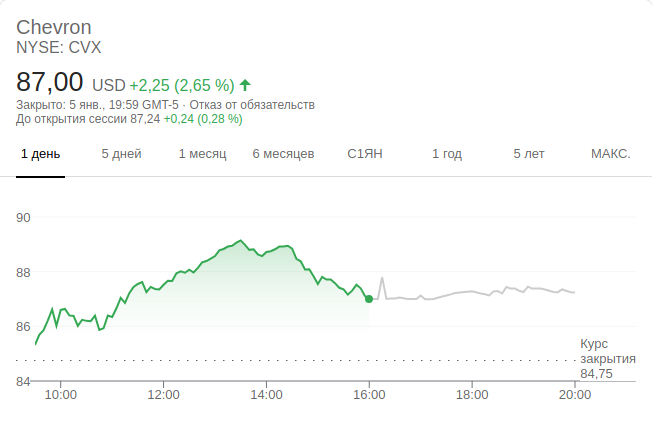 Chevron
NYSE: CVX
87,00 USD +2,25 (2,65 %)
Закрыто: 5 янв., 19:59 GMT-5 · Отказ от обязательств
До открытия сессии 87,24 +0,24 (0,28 %)
1 день 5 дней 1 месяц 6 месяцев С1ЯН 1 год 5 лет МАКС.
90
88
86
Курс
закрытия
84,75
84
10:00 12:00 14:00 16:00 18:00 20:00